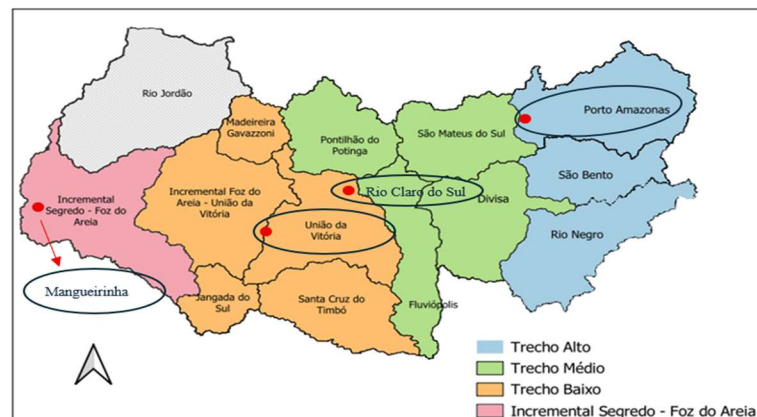 Rio Jordão
Madeireira
Gavazzoni
Pontilhão do
Potinga
São Mateus do Sul
Porto Amazonas
São Bento
Rio Claro do Sul
Divisa
Incremental
Segredo - Foz do
Areia
Incremental Foz do
Areia - União da
Vitória
União da
Vitória
Rio Negro
Mangueirinha
Jangada do
Sul
Santa Cruz do
Timbó
Fluviópolis
Trecho Alto
Trecho Médio
Trecho Baixo
Incremental Segredo - Foz do Areia